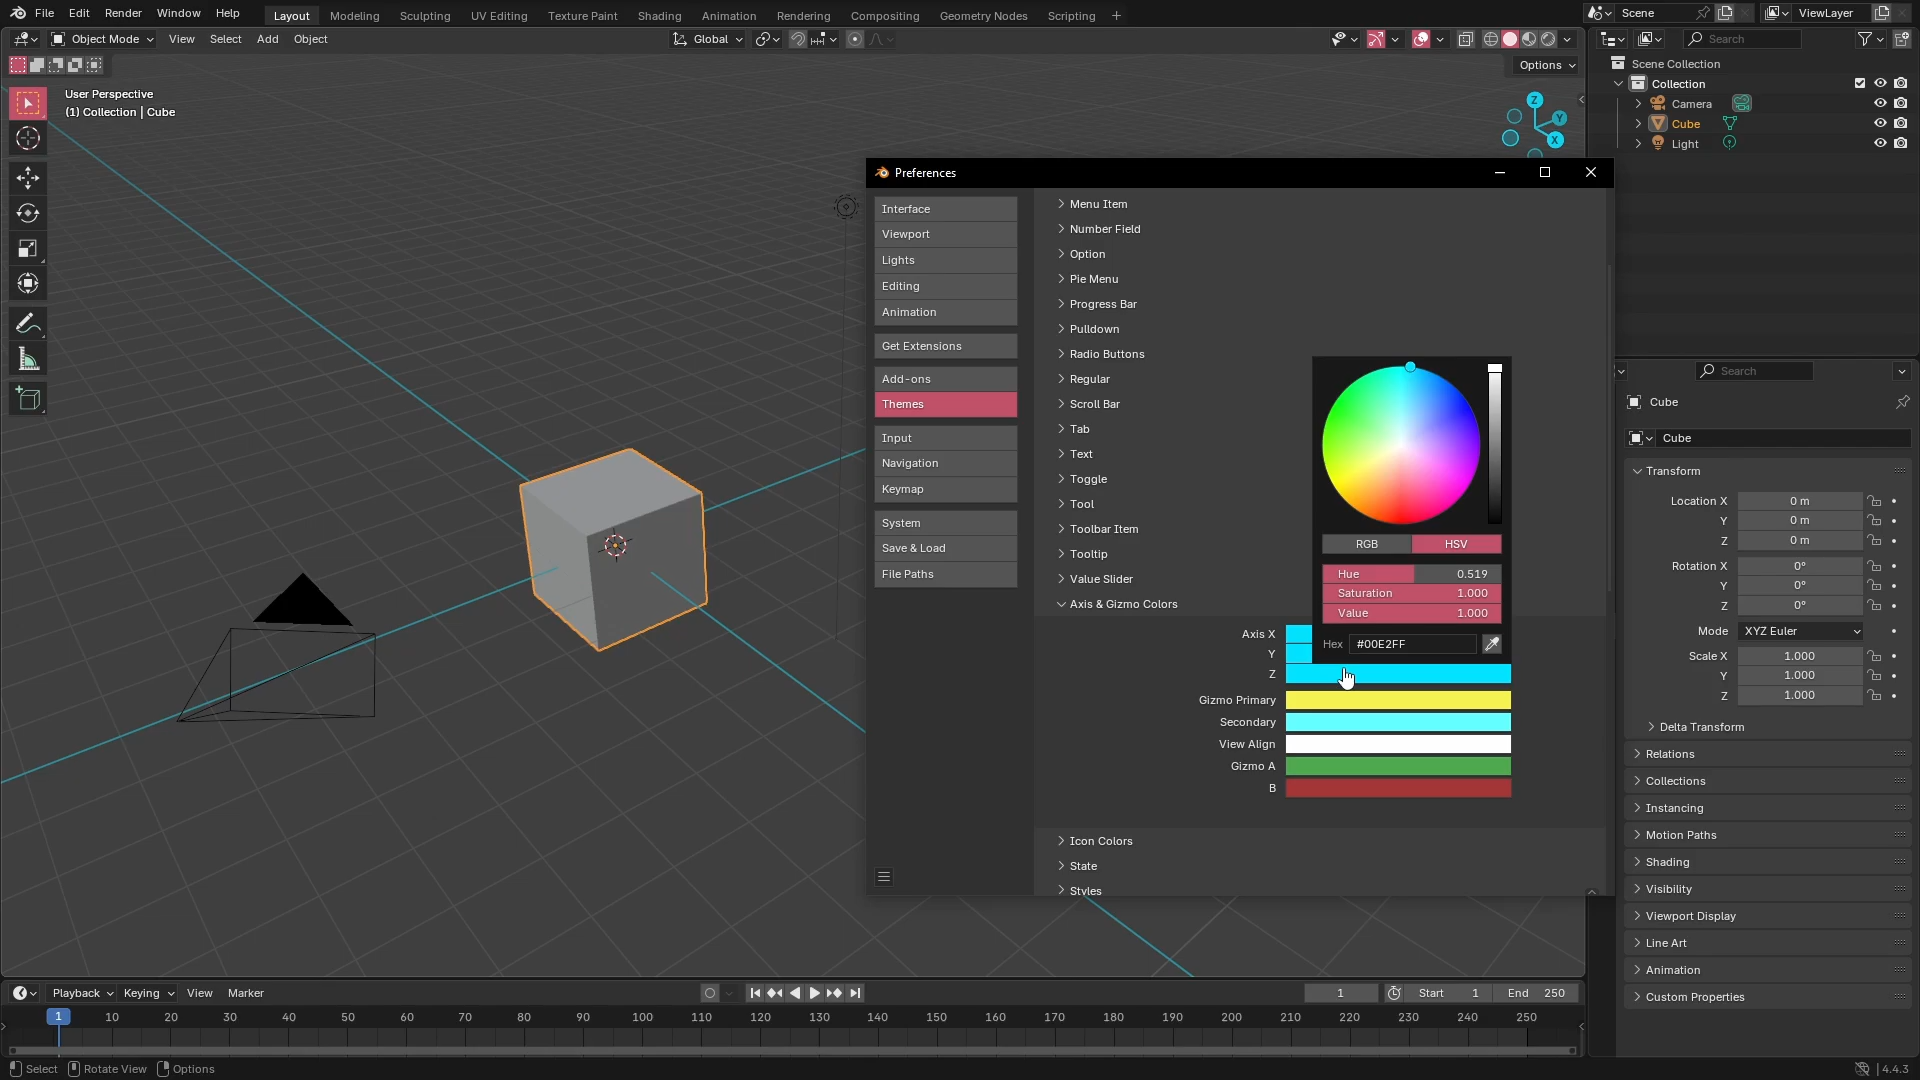 File Edit Render Window Help Layout Modeling Sculpting UV Editing Texture Paint Shading Animation Rendering Compositing Geometry Nodes Scripting + Scene ViewLayer
Object Mode View Select Add Object Global Search
Options
User Perspective
(1) Collection | Cube
Z
Y
X
Scene Collection
Collection
Camera
Cube
Light
Preferences
Interface
Viewport
Lights
Editing
Animation
Get Extensions
Add-ons
Themes
Input
Navigation
Keymap
System
Save & Load
File Paths
Menu Item
Number Field
Option
Pie Menu
Progress Bar
Pulldown
Radio Buttons
Regular
Scroll Bar
Tab
Text
Toggle
Tool
Toolbar Item
Tooltip
Value Slider
Axis & Gizmo Colors
Axis X
Y
Z
Gizmo Primary
Secondary
View Align
Gizmo A
B
Icon Colors
State
Styles
RGB HSV
Hue 0.519
Saturation 1.000
Value 1.000
Hex #00E2FF
Search
Cube
Cube
Transform
Location X 0 m
Y 0 m
Z 0 m
Rotation X 0°
Y 0°
Z 0°
Mode XYZ Euler
Scale X 1.000
Y 1.000
Z 1.000
Delta Transform
Relations
Collections
Instancing
Motion Paths
Shading
Visibility
Viewport Display
Line Art
Animation
Custom Properties
Playback Keying View Marker 1 Start 1 End 250
1 10 20 30 40 50 60 70 80 90 100 110 120 130 140 150 160 170 180 190 200 210 220 230 240 250
Select Rotate View Options 4.4.3